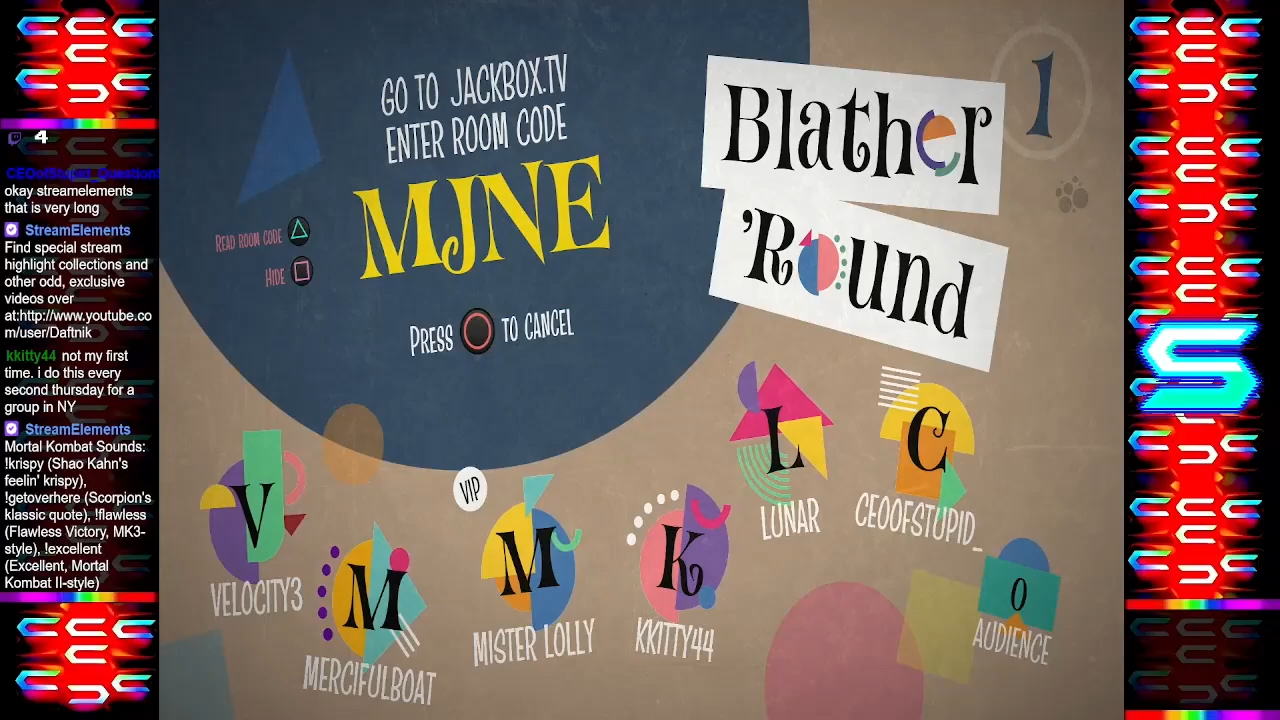 4
CEOofStupid_Question
okay streamelements
that is very long
StreamElements
Find special stream
highlight collections and
other odd, exclusive
videos over
at:http://www.youtube.co
m/user/Daftnik
kkitty44 not my first
time. i do this every
second thursday for a
group in NY
StreamElements
Mortal Kombat Sounds:
!krispy (Shao Kahn's
feelin' krispy),
!getoverhere (Scorpion's
klassic quote), !flawless
(Flawless Victory, MK3-
style), !excellent
(Excellent, Mortal
Kombat II-style)
GO TO JACKBOX.TV
ENTER ROOM CODE
MJNE
READ ROOM CODE
HIDE
PRESS TO CANCEL
Blather
'Round
1
V
VELOCITY3
M
MERCIFULBOAT
VIP
M
MISTER LOLLY
K
KKITTY44
L
LUNAR
C
CEOOFSTUPID_
0
AUDIENCE
S